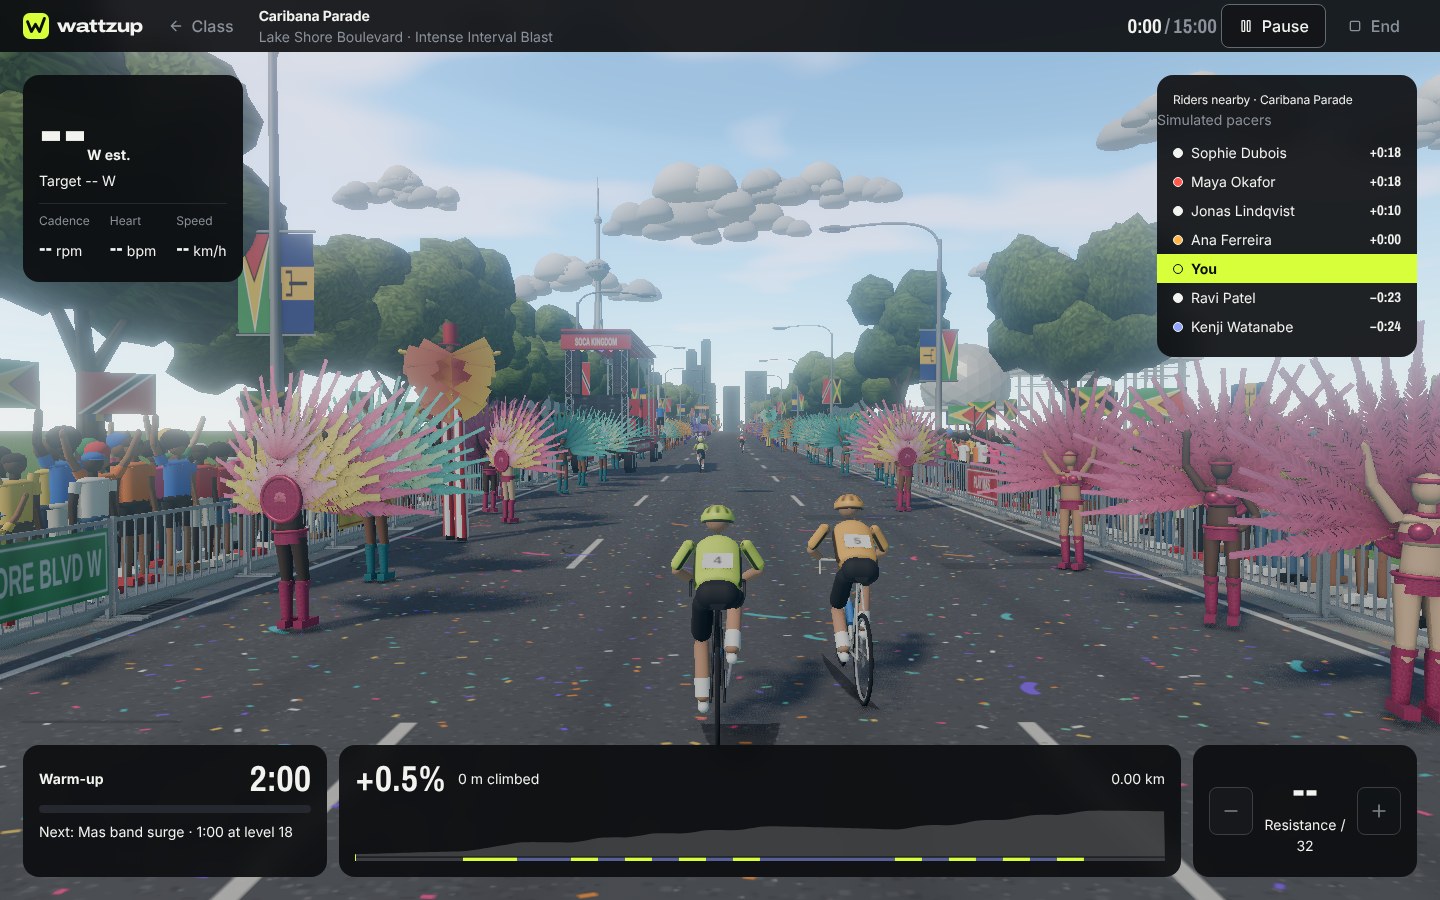 W wattzup
Class
Caribana Parade
Lake Shore Boulevard · Intense Interval Blast
0:00 / 15:00
Pause
End
--
W est.
Target -- W
Cadence Heart Speed
-- rpm -- bpm -- km/h
Riders nearby · Caribana Parade
Simulated pacers
Sophie Dubois +0:18
Maya Okafor +0:18
Jonas Lindqvist +0:10
Ana Ferreira +0:00
You
Ravi Patel −0:23
Kenji Watanabe −0:24
SOCA KINGDOM
ORE BLVD W
4
5
Warm-up 2:00
Next: Mas band surge · 1:00 at level 18
+0.5% 0 m climbed 0.00 km
--
Resistance /
32